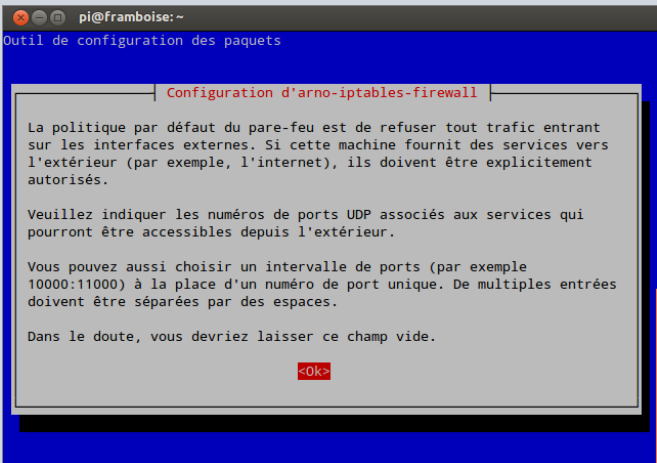 pi@framboise: ~
Outil de configuration des paquets
Configuration d'arno-iptables-firewall
La politique par défaut du pare-feu est de refuser tout trafic entrant
sur les interfaces externes. Si cette machine fournit des services vers
l'extérieur (par exemple, l'internet), ils doivent être explicitement
autorisés.
Veuillez indiquer les numéros de ports UDP associés aux services qui
pourront être accessibles depuis l'extérieur.
Vous pouvez aussi choisir un intervalle de ports (par exemple
10000:11000) à la place d'un numéro de port unique. De multiples entrées
doivent être séparées par des espaces.
Dans le doute, vous devriez laisser ce champ vide.
<Ok>